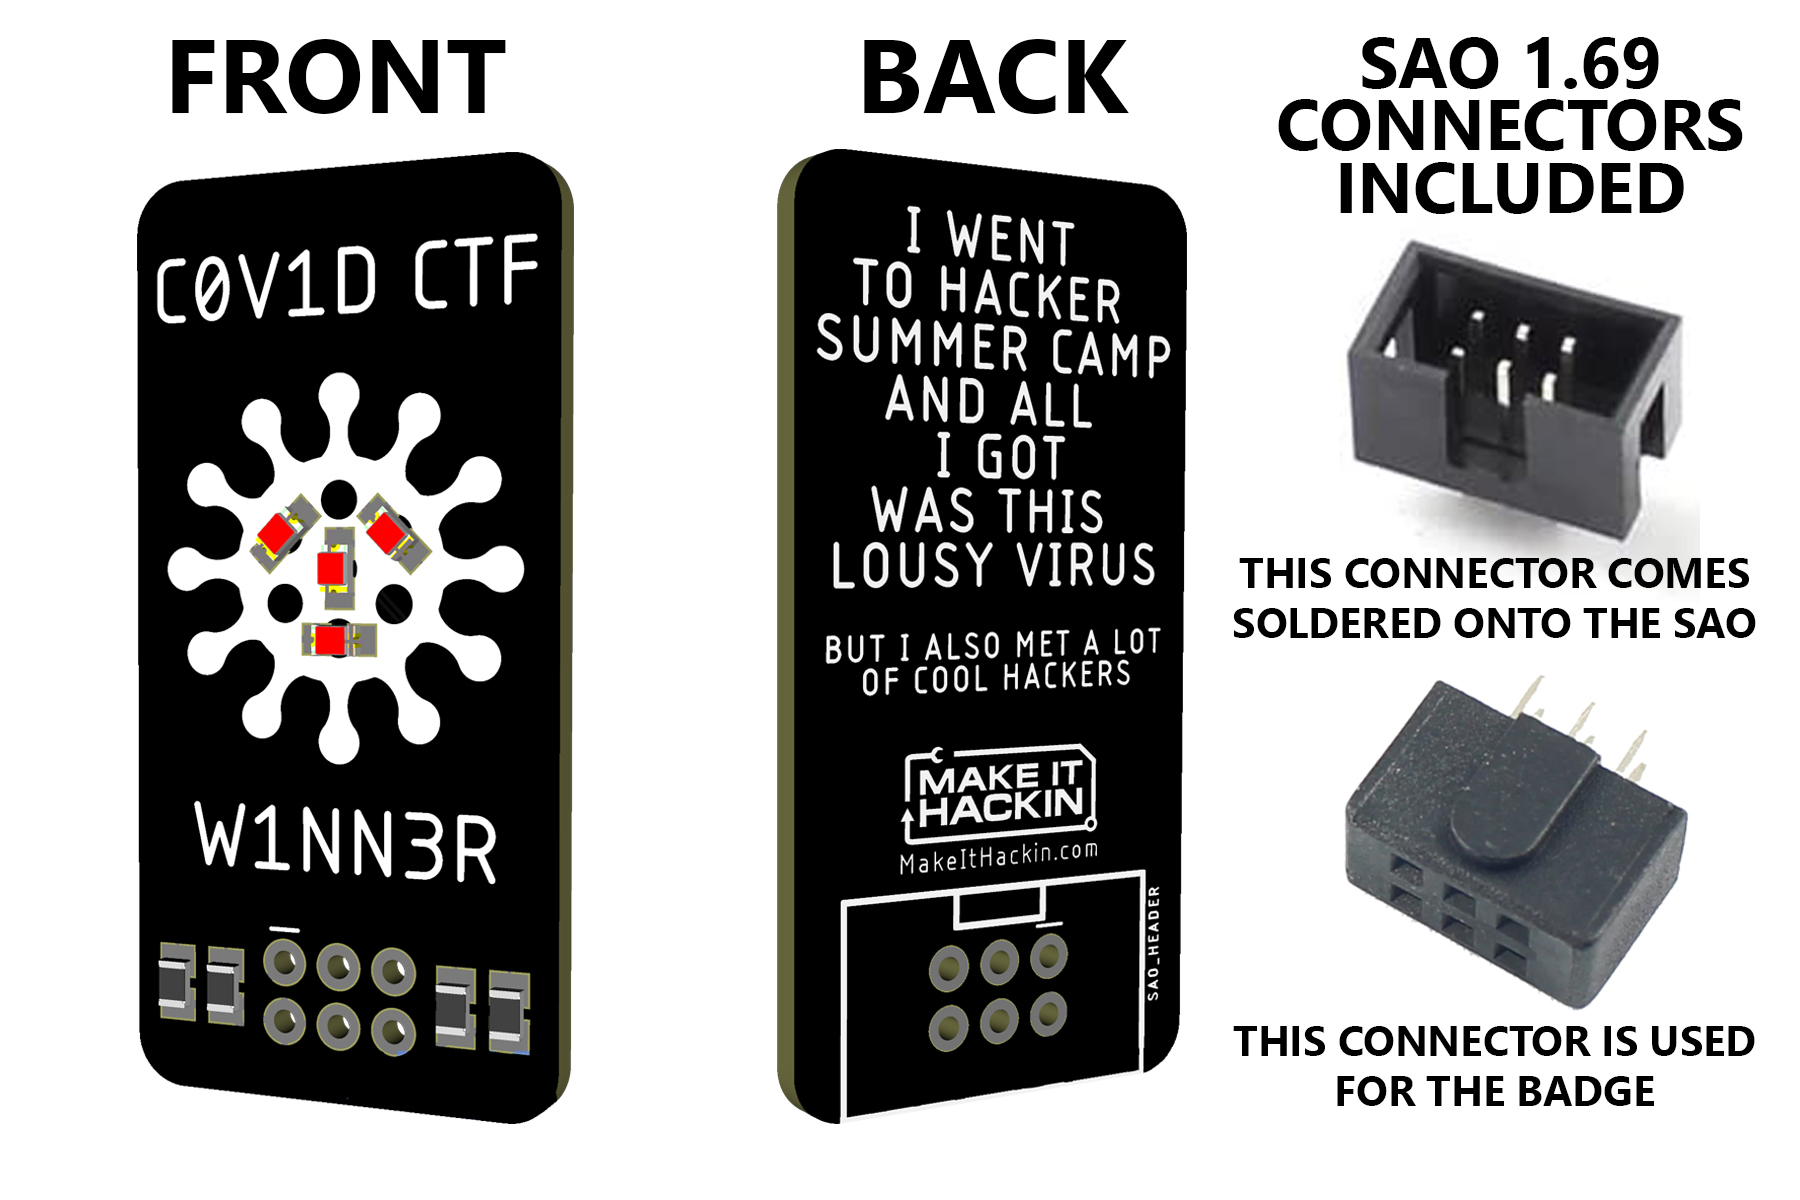 FRONT
C0V1D CTF
W1NN3R
BACK
I WENT
TO HACKER
SUMMER CAMP
AND ALL
I GOT
WAS THIS
LOUSY VIRUS
BUT I ALSO MET A LOT
OF COOL HACKERS
MAKE IT
HACKIN
MakeItHackin.com
SAO_HEADER
SAO 1.69
CONNECTORS
INCLUDED
THIS CONNECTOR COMES
SOLDERED ONTO THE SAO
THIS CONNECTOR IS USED
FOR THE BADGE